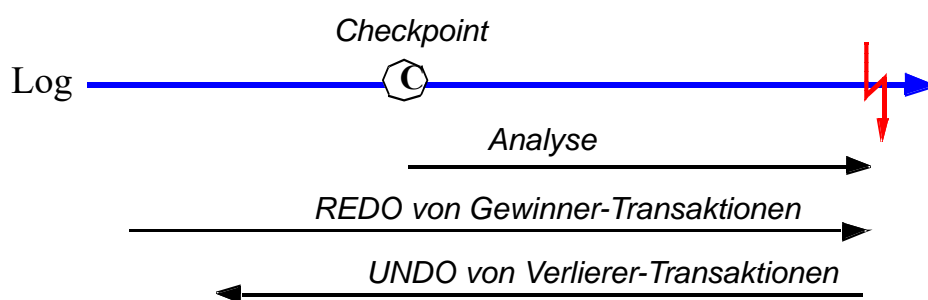 Checkpoint
Log
C
Analyse
REDO von Gewinner-Transaktionen
UNDO von Verlierer-Transaktionen